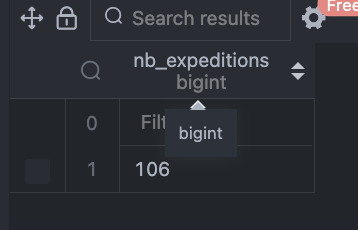 Search results
Free
nb_expeditions
bigint
0
Filt
bigint
1
106